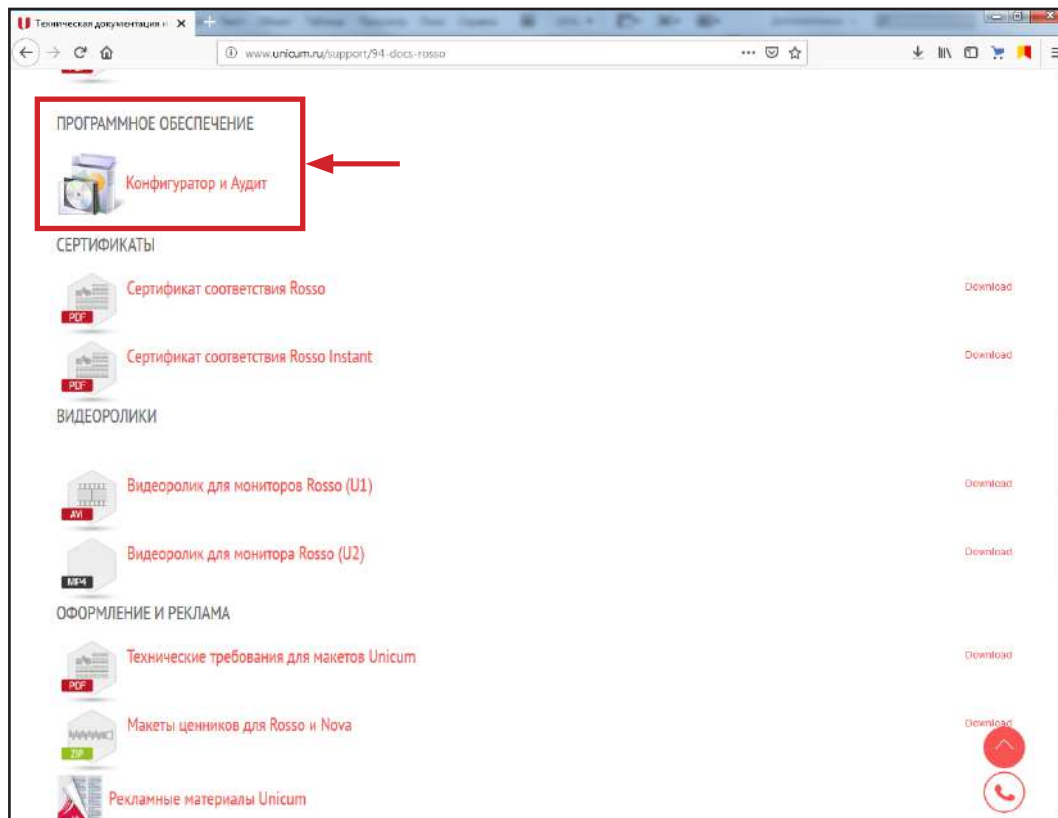 Техническая документация и
www.unicum.ru/support/94-docs-rosso
ПРОГРАММНОЕ ОБЕСПЕЧЕНИЕ
Конфигуратор и Аудит
СЕРТИФИКАТЫ
Сертификат соответствия Rosso
Download
PDF
Сертификат соответствия Rosso Instant
Download
PDF
ВИДЕОРОЛИКИ
Видеоролик для мониторов Rosso (U1)
Download
AVI
Видеоролик для монитора Rosso (U2)
Download
MP4
ОФОРМЛЕНИЕ И РЕКЛАМА
Технические требования для макетов Unicum
Download
PDF
Макеты ценников для Rosso и Nova
Download
ZIP
Рекламные материалы Unicum